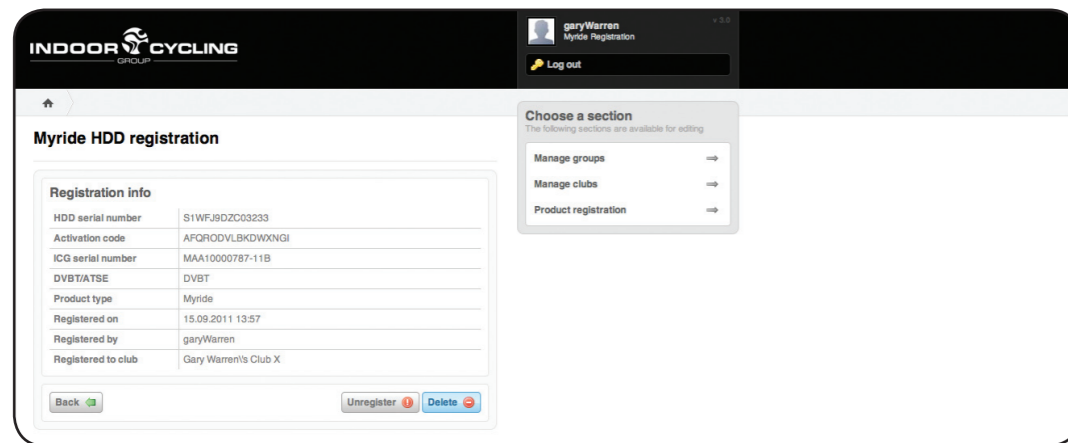 INDOOR CYCLING
GROUP
garyWarren
v 3.0
Myride Registration
Log out
Myride HDD registration
Choose a section
The following sections are available for editing
Manage groups
Manage clubs
Product registration
Registration info
HDD serial number S1WFJ9DZC03233
Activation code AFQRODVLBKDWXNGI
ICG serial number MAA10000787-11B
DVBT/ATSE DVBT
Product type Myride
Registered on 15.09.2011 13:57
Registered by garyWarren
Registered to club Gary Warren\'s Club X
Back
Unregister
Delete